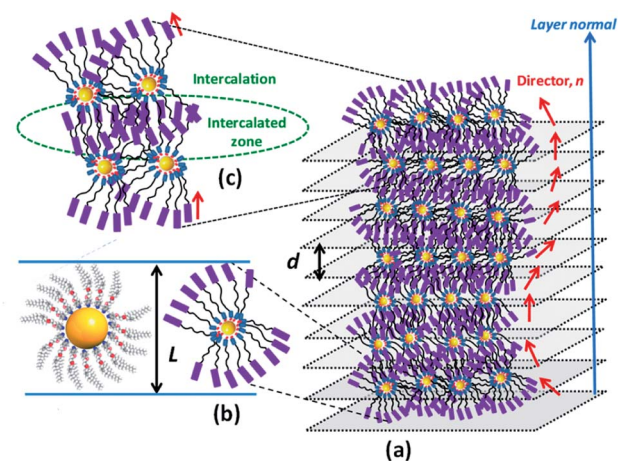 (c)
Layer normal
Intercalation
Director, n
Intercalated
zone
(c)
d
L
(b)
(a)